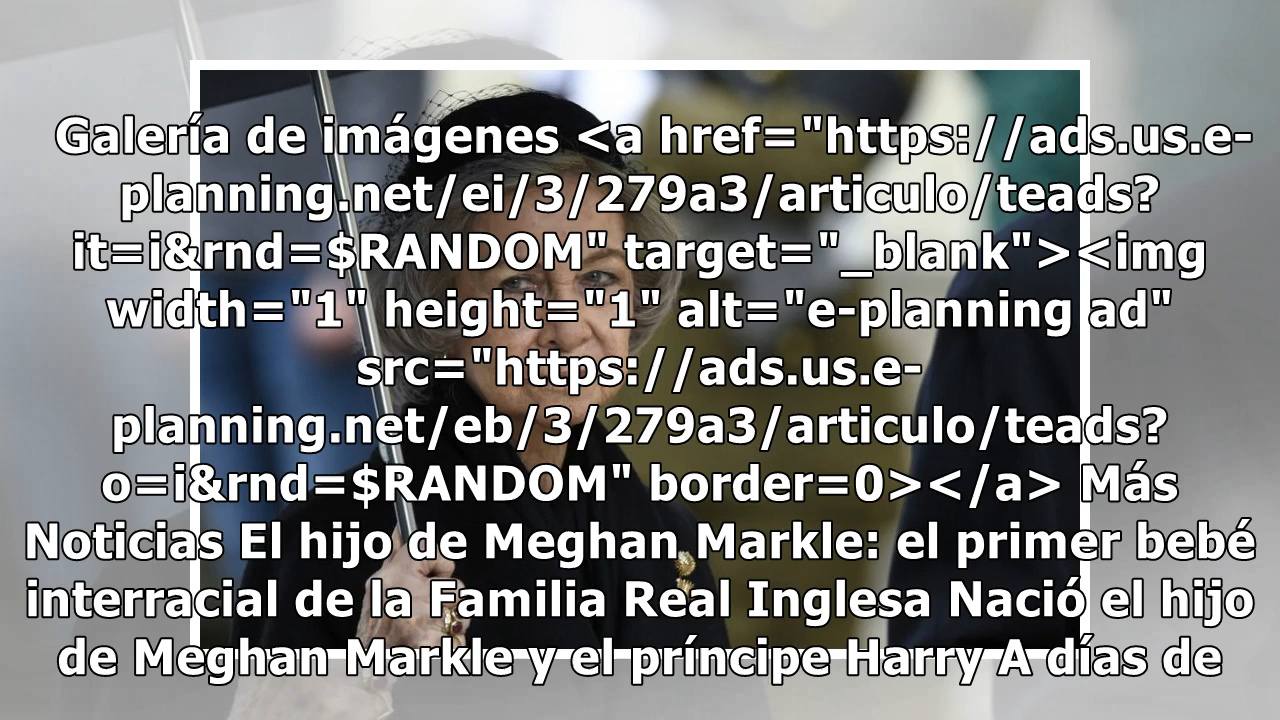 Galería de imágenes <a href="https://ads.us.e-
planning.net/ei/3/279a3/articulo/teads?
it=i&rnd=$RANDOM" target="_blank"><img
width="1" height="1" alt="e-planning ad"
src="https://ads.us.e-
planning.net/eb/3/279a3/articulo/teads?
o=i&rnd=$RANDOM" border=0></a> Más
Noticias El hijo de Meghan Markle: el primer bebé
interracial de la Familia Real Inglesa Nació el hijo
de Meghan Markle y el príncipe Harry A días de